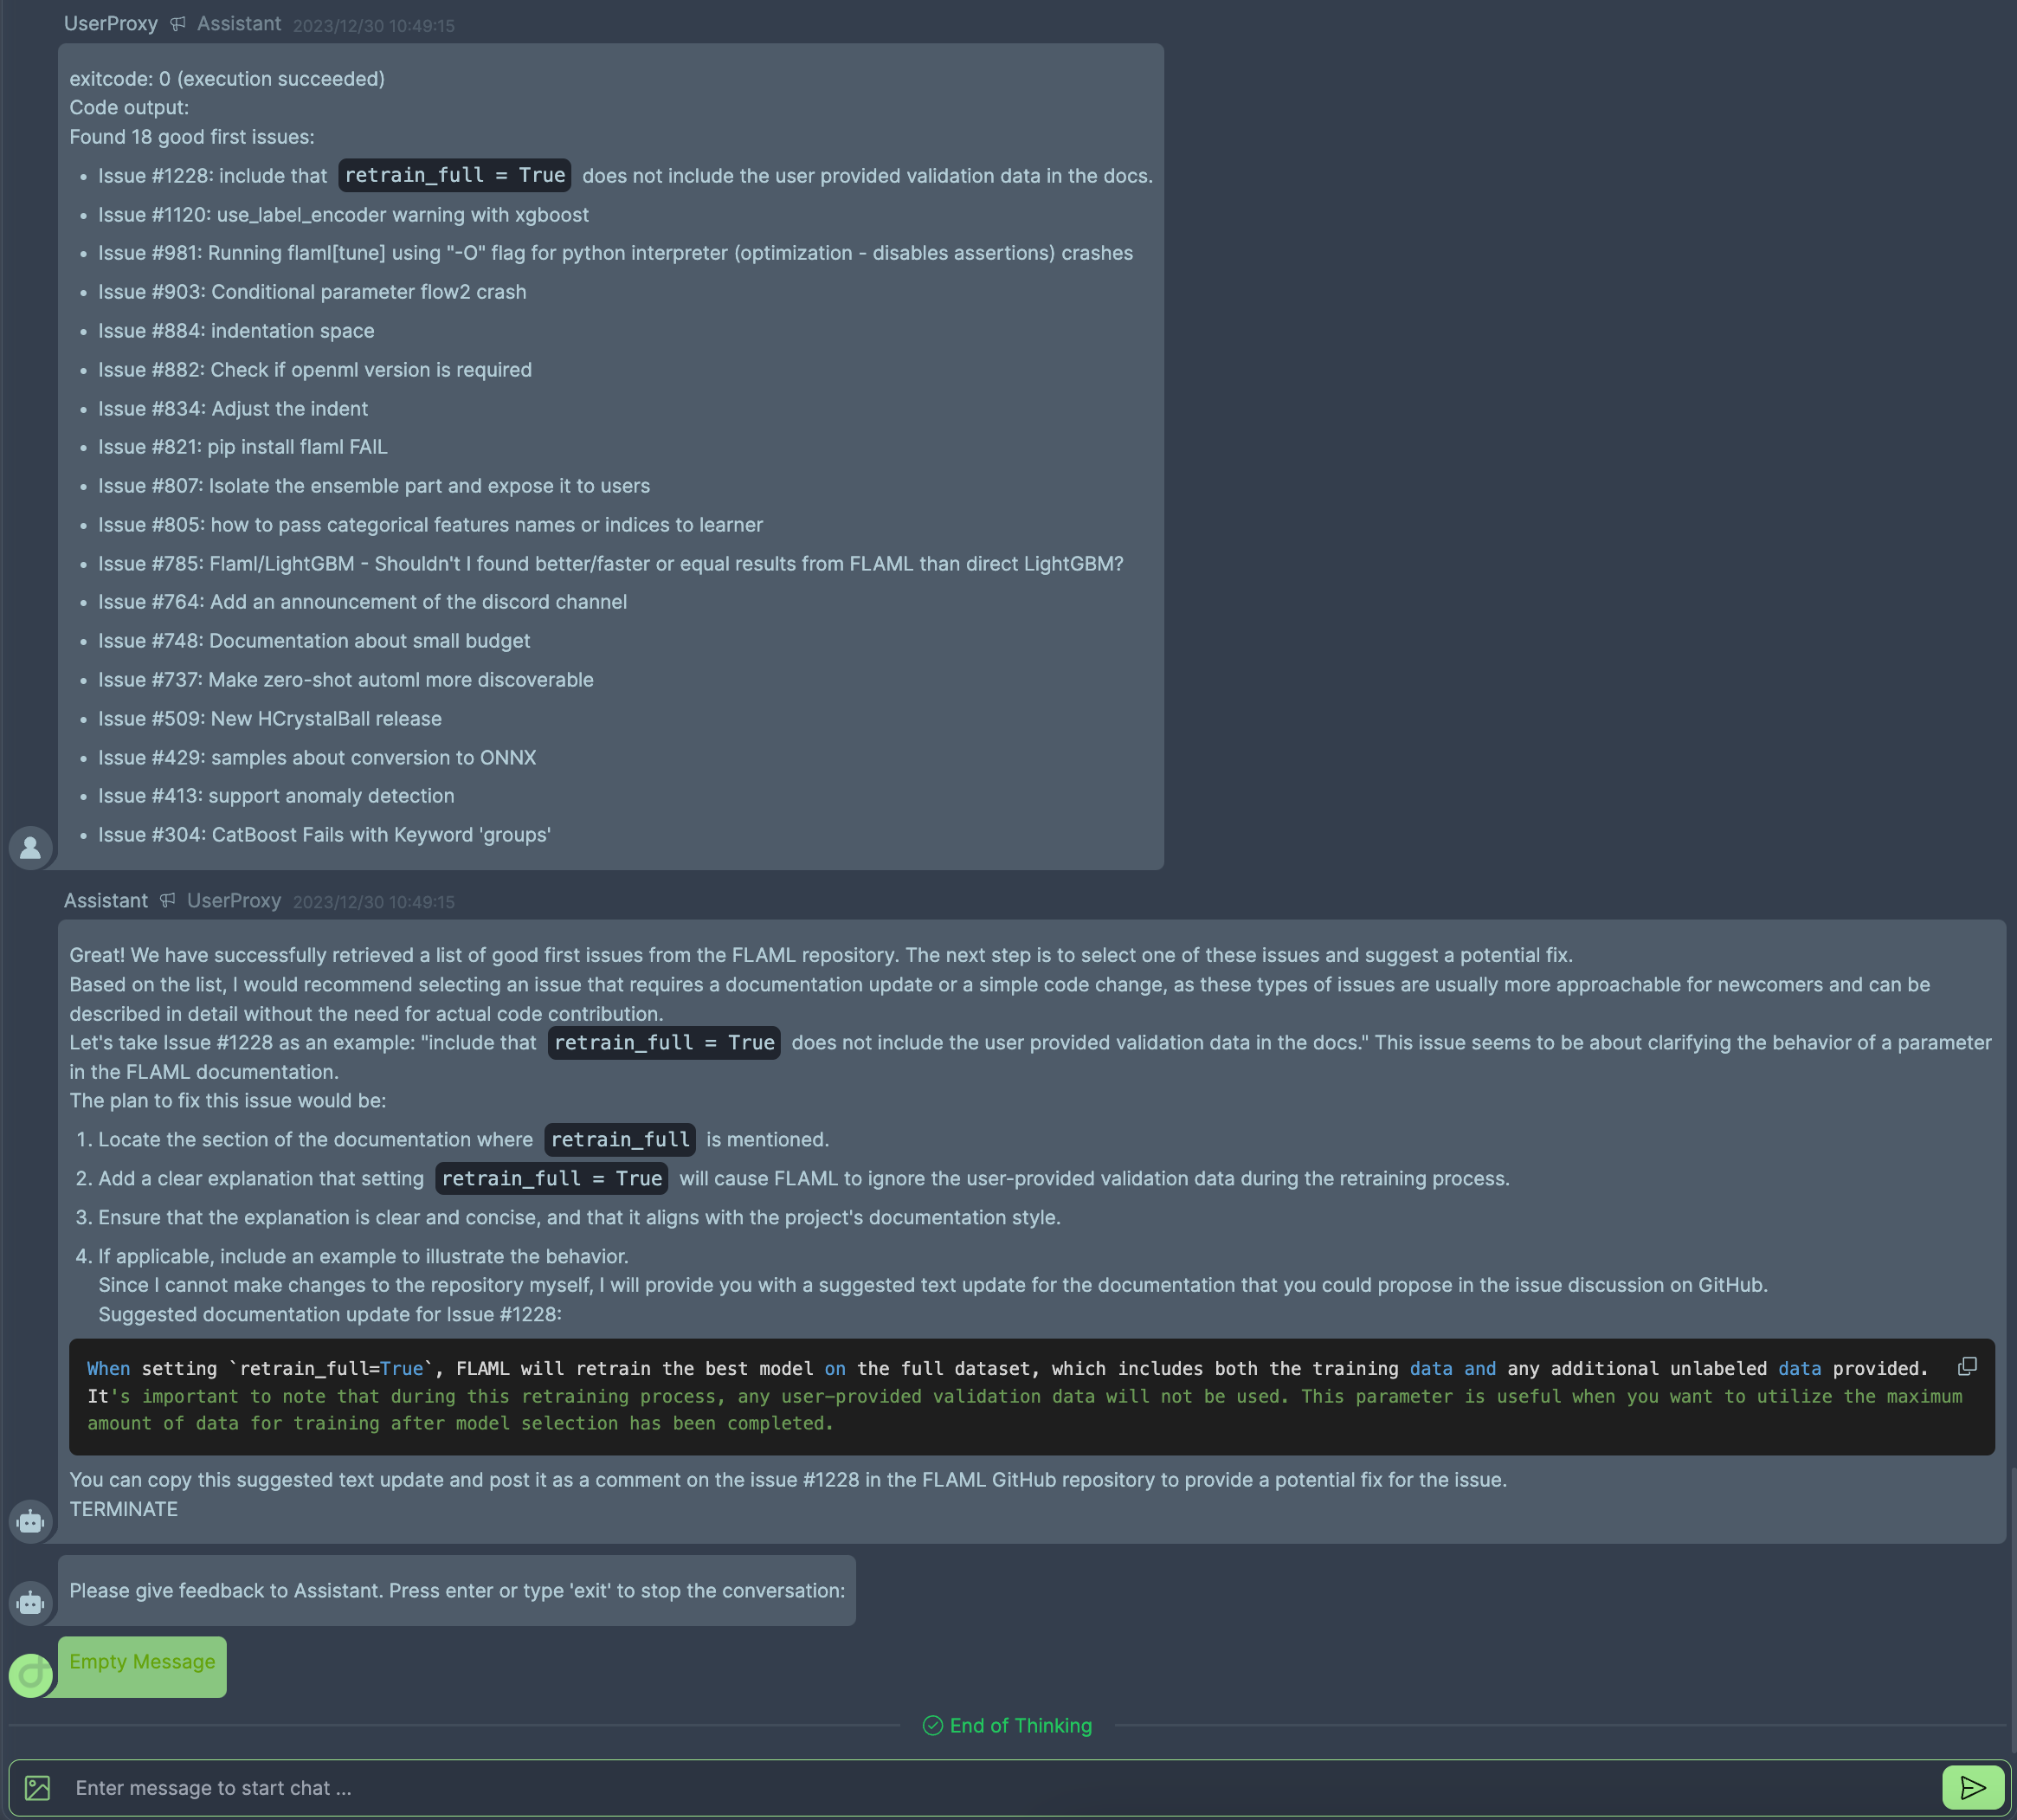 UserProxy Assistant 2023/12/30 10:49:15
exitcode: 0 (execution succeeded)
Code output:
Found 18 good first issues:
• Issue #1228: include that retrain_full = True does not include the user provided validation data in the docs.
• Issue #1120: use_label_encoder warning with xgboost
• Issue #981: Running flaml[tune] using "-O" flag for python interpreter (optimization - disables assertions) crashes
• Issue #903: Conditional parameter flow2 crash
• Issue #884: indentation space
• Issue #882: Check if openml version is required
• Issue #834: Adjust the indent
• Issue #821: pip install flaml FAIL
• Issue #807: Isolate the ensemble part and expose it to users
• Issue #805: how to pass categorical features names or indices to learner
• Issue #785: Flaml/LightGBM - Shouldn't I found better/faster or equal results from FLAML than direct LightGBM?
• Issue #764: Add an announcement of the discord channel
• Issue #748: Documentation about small budget
• Issue #737: Make zero-shot automl more discoverable
• Issue #509: New HCrystalBall release
• Issue #429: samples about conversion to ONNX
• Issue #413: support anomaly detection
• Issue #304: CatBoost Fails with Keyword 'groups'
Assistant UserProxy 2023/12/30 10:49:15
Great! We have successfully retrieved a list of good first issues from the FLAML repository. The next step is to select one of these issues and suggest a potential fix.
Based on the list, I would recommend selecting an issue that requires a documentation update or a simple code change, as these types of issues are usually more approachable for newcomers and can be
described in detail without the need for actual code contribution.
Let's take Issue #1228 as an example: "include that retrain_full = True does not include the user provided validation data in the docs." This issue seems to be about clarifying the behavior of a parameter
in the FLAML documentation.
The plan to fix this issue would be:
1. Locate the section of the documentation where retrain_full is mentioned.
2. Add a clear explanation that setting retrain_full = True will cause FLAML to ignore the user-provided validation data during the retraining process.
3. Ensure that the explanation is clear and concise, and that it aligns with the project's documentation style.
4. If applicable, include an example to illustrate the behavior.
Since I cannot make changes to the repository myself, I will provide you with a suggested text update for the documentation that you could propose in the issue discussion on GitHub.
Suggested documentation update for Issue #1228:
When setting `retrain_full=True`, FLAML will retrain the best model on the full dataset, which includes both the training data and any additional unlabeled data provided.
It's important to note that during this retraining process, any user-provided validation data will not be used. This parameter is useful when you want to utilize the maximum
amount of data for training after model selection has been completed.
You can copy this suggested text update and post it as a comment on the issue #1228 in the FLAML GitHub repository to provide a potential fix for the issue.
TERMINATE
Please give feedback to Assistant. Press enter or type 'exit' to stop the conversation:
Empty Message
End of Thinking
Enter message to start chat ...